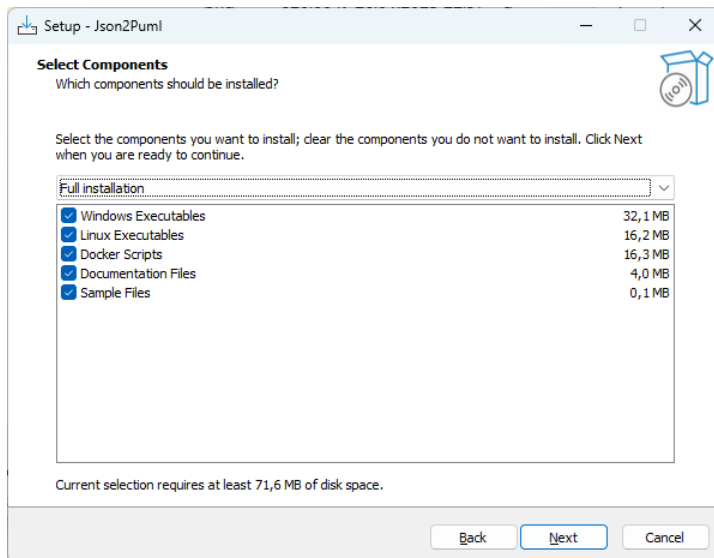 Setup - Json2Puml
Select Components
Which components should be installed?
Select the components you want to install; clear the components you do not want to install. Click Next
when you are ready to continue.
Full installation
Windows Executables 32,1 MB
Linux Executables 16,2 MB
Docker Scripts 16,3 MB
Documentation Files 4,0 MB
Sample Files 0,1 MB
Current selection requires at least 71,6 MB of disk space.
Back Next Cancel